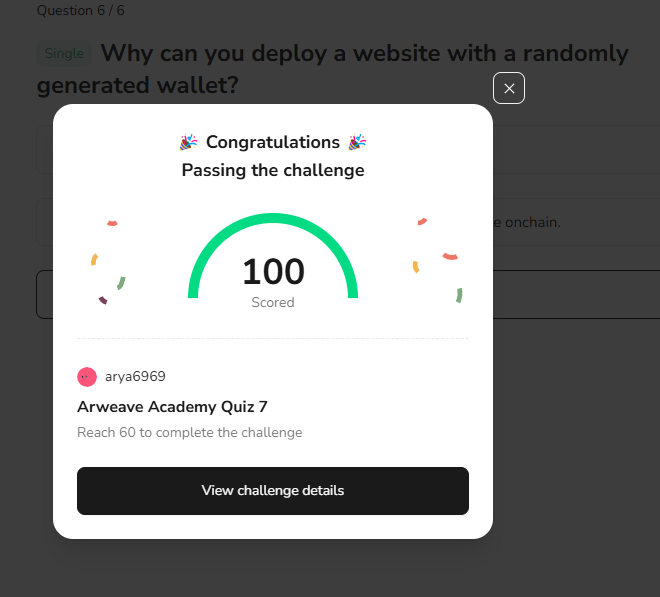 Question 6 / 6
Single Why can you deploy a website with a randomly
generated wallet?
Congratulations
Passing the challenge
e onchain.
100
Scored
arya6969
Arweave Academy Quiz 7
Reach 60 to complete the challenge
View challenge details